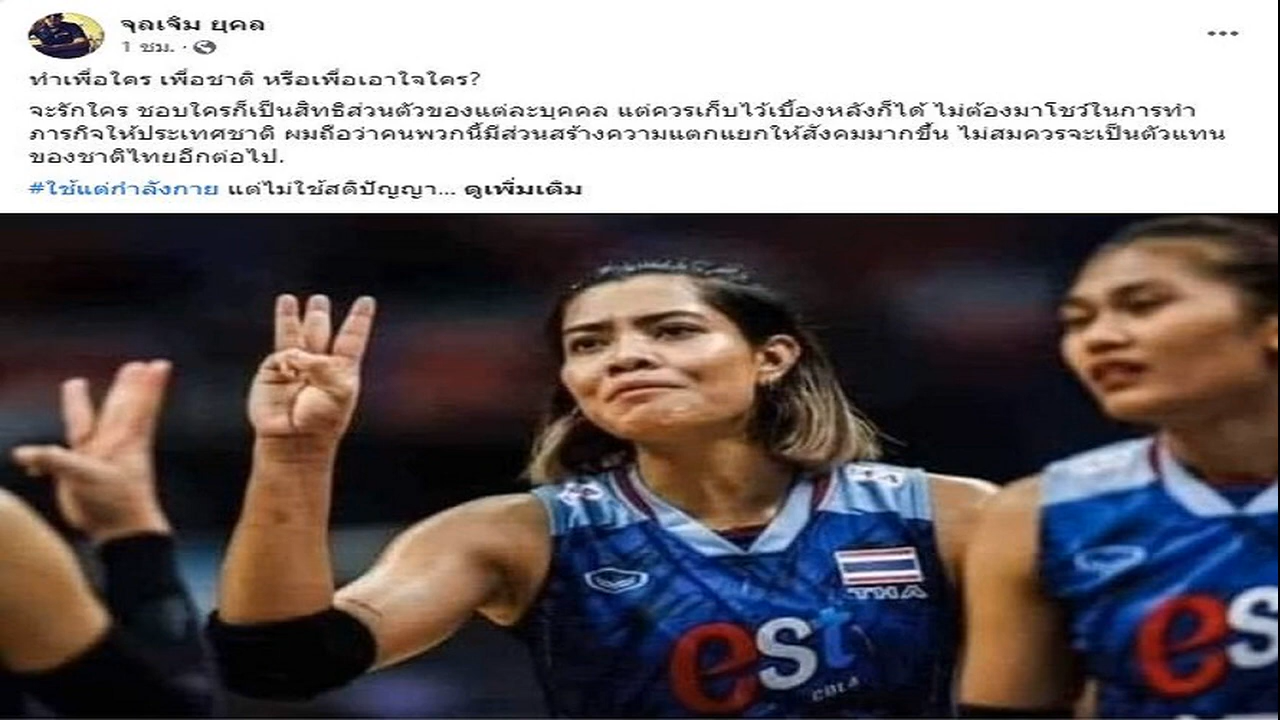 จุลเจิม ยุคล
1 ชม. ·
ทำเพื่อใคร เพื่อชาติ หรือเพื่อเอาใจใคร?
จะรักใคร ชอบใครก็เป็นสิทธิส่วนตัวของแต่ละบุคคล แต่ควรเก็บไว้เบื้องหลังก็ได้ ไม่ต้องมาโชว์ในการทำ
ภารกิจให้ประเทศชาติ ผมถือว่าคนพวกนี้มีส่วนสร้างความแตกแยกให้สังคมมากขึ้น ไม่สมควรจะเป็นตัวแทน
ของชาติไทยอีกต่อไป.
#ใช้แต่กำลังกาย แต่ไม่ใช้สติปัญญา... ดูเพิ่มเติม
THA
est
COLA
es